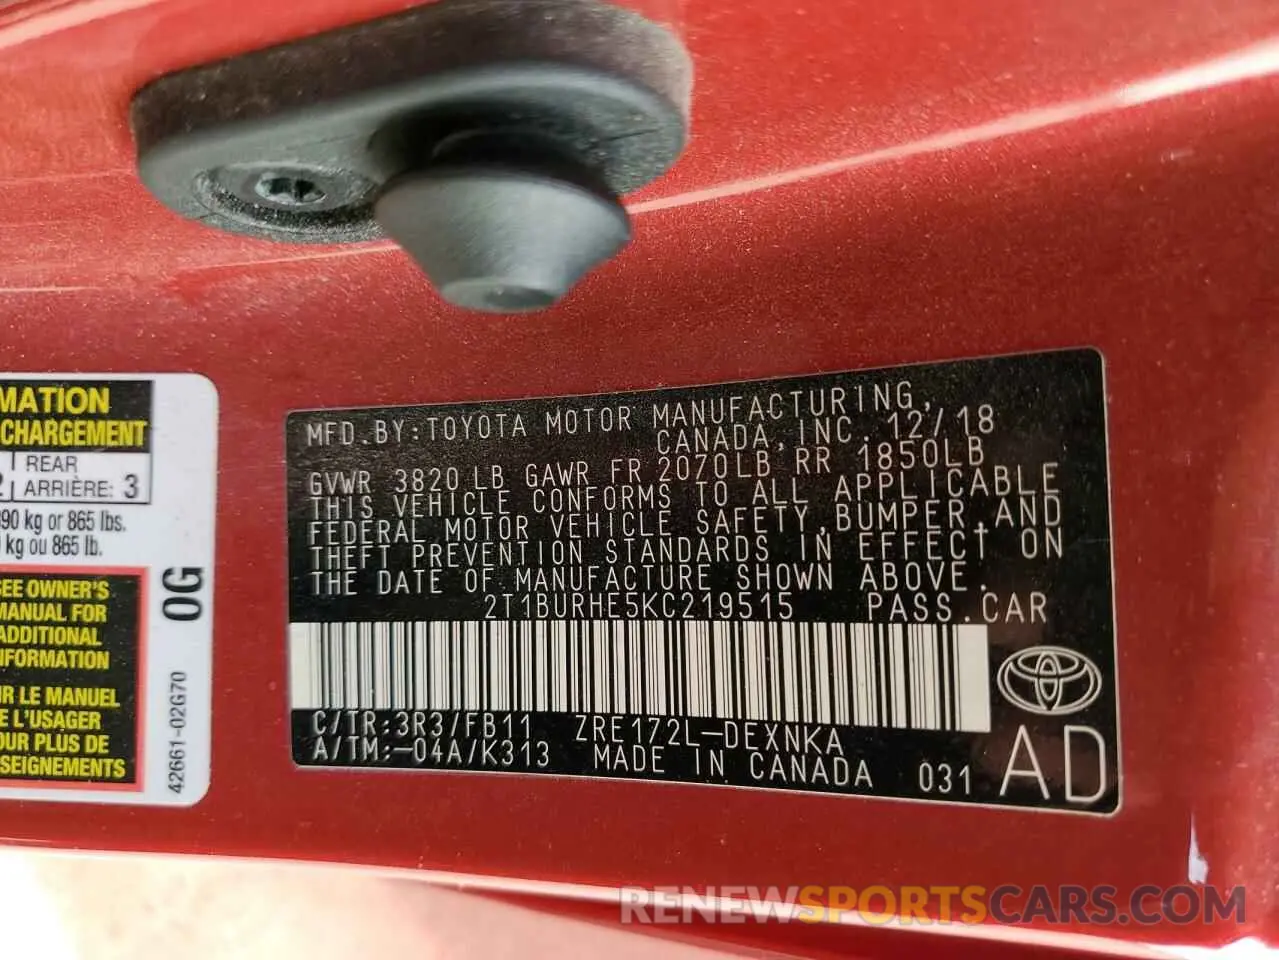 MATION
CHARGEMENT
REAR
ARRIÈRE: 3
390 kg or 865 lbs.
kg ou 865 lb.
SEE OWNER'S
MANUAL FOR
ADDITIONAL
INFORMATION
R LE MANUEL
E L'USAGER
OUR PLUS DE
SEIGNEMENTS
0G
42661-02G70
MFD.BY:TOYOTA MOTOR MANUFACTURING,
CANADA,INC. 12/18
GVWR 3820 LB GAWR FR 2070LB RR 1850LB
THIS VEHICLE CONFORMS TO ALL APPLICABLE
FEDERAL MOTOR VEHICLE SAFETY,BUMPER,AND
THEFT PREVENTION STANDARDS IN EFFECT ON
THE DATE OF MANUFACTURE SHOWN ABOVE.
2T1BURHE5KC219515 PASS.CAR
C/TR:3R3/FB11 ZRE172L-DEXNKA
A/TM:-04A/K313 MADE IN CANADA 031
AD
RENEWSPORTSCARS.COM